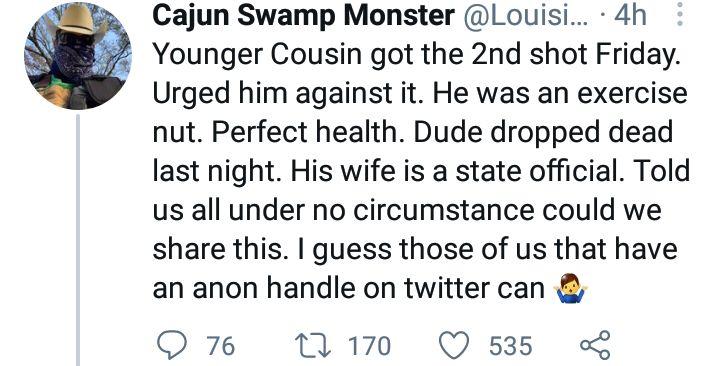 Cajun Swamp Monster @Louisi... · 4h
Younger Cousin got the 2nd shot Friday.
Urged him against it. He was an exercise
nut. Perfect health. Dude dropped dead
last night. His wife is a state official. Told
us all under no circumstance could we
share this. I guess those of us that have
an anon handle on twitter can 🤷‍♂️
76 170 535